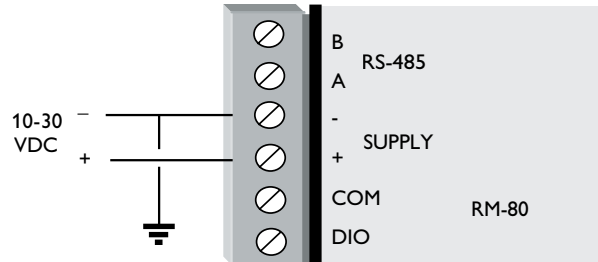 B
RS-485
A
10-30 −
VDC
+
-
SUPPLY
+
COM
RM-80
DIO